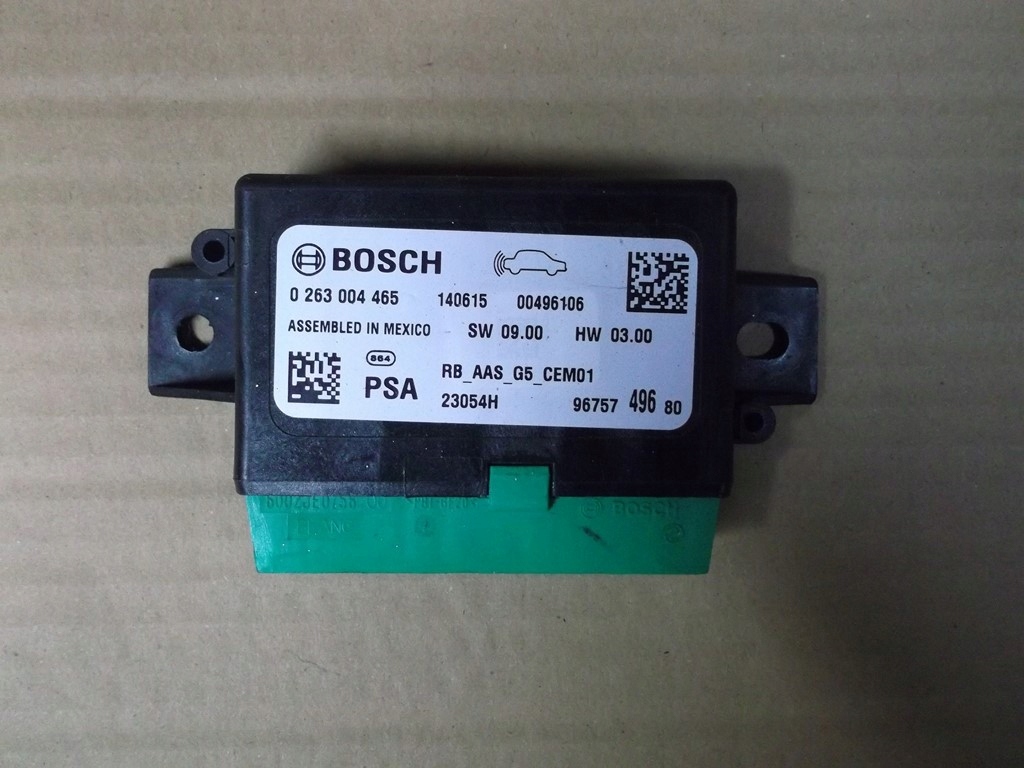 BOSCH
0 263 004 465 140615 00496106
ASSEMBLED IN MEXICO SW 09.00 HW 03.00
864
PSA RB_AAS_G5_CEM01
23054H 96757 496 80
BOSCH